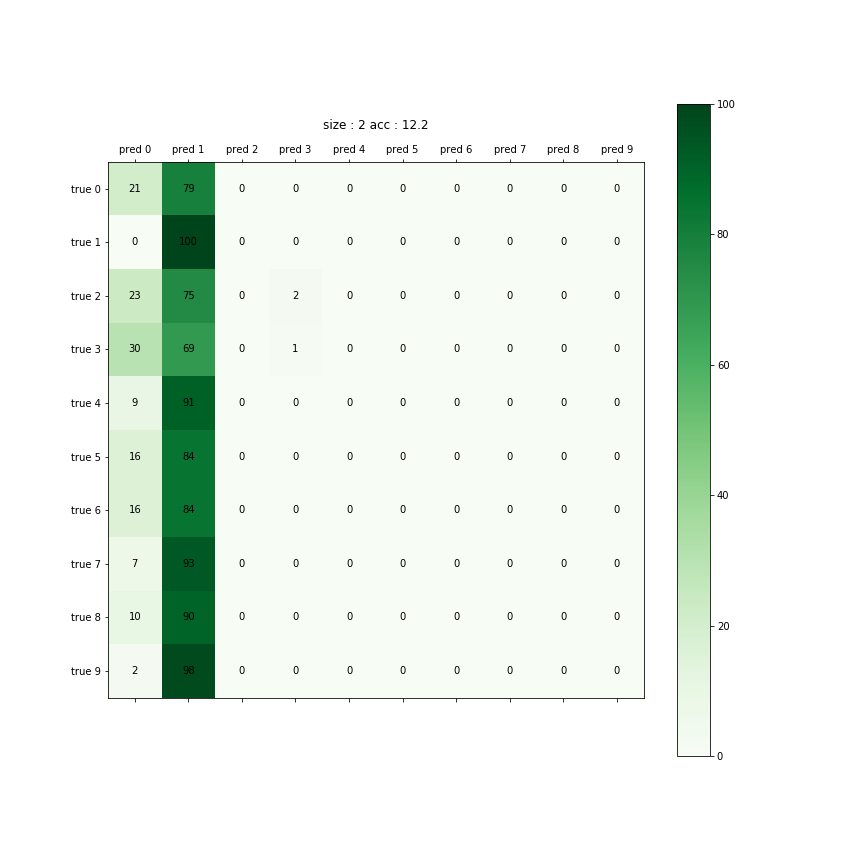 size : 2 acc : 12.2
pred 0 pred 1 pred 2 pred 3 pred 4 pred 5 pred 6 pred 7 pred 8 pred 9
true 0 21 79 0 0 0 0 0 0 0 0
true 1 0 100 0 0 0 0 0 0 0 0
true 2 23 75 0 2 0 0 0 0 0 0
true 3 30 69 0 1 0 0 0 0 0 0
true 4 9 91 0 0 0 0 0 0 0 0
true 5 16 84 0 0 0 0 0 0 0 0
true 6 16 84 0 0 0 0 0 0 0 0
true 7 7 93 0 0 0 0 0 0 0 0
true 8 10 90 0 0 0 0 0 0 0 0
true 9 2 98 0 0 0 0 0 0 0 0
100
80
60
40
20
0